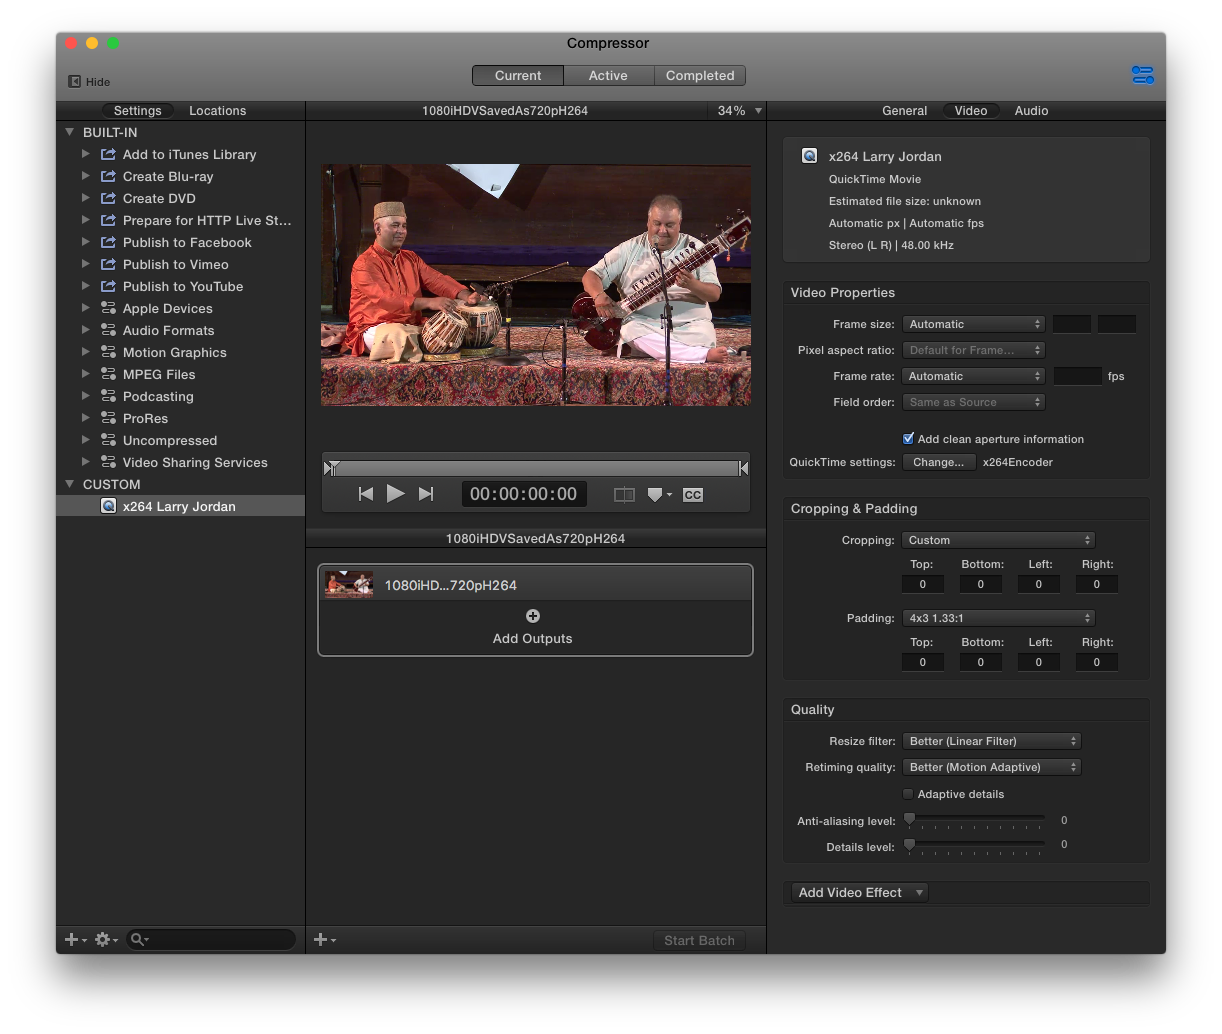 Compressor
Hide
Current Active Completed
Settings Locations
1080iHDVSavedAs720pH264 34%
General Video Audio
BUILT-IN
Add to iTunes Library
Create Blu-ray
Create DVD
Prepare for HTTP Live St...
Publish to Facebook
Publish to Vimeo
Publish to YouTube
Apple Devices
Audio Formats
Motion Graphics
MPEG Files
Podcasting
ProRes
Uncompressed
Video Sharing Services
CUSTOM
x264 Larry Jordan
00:00:00:00
CC
1080iHDVSavedAs720pH264
1080iHD...720pH264
Add Outputs
Start Batch
x264 Larry Jordan
QuickTime Movie
Estimated file size: unknown
Automatic px | Automatic fps
Stereo (L R) | 48.00 kHz
Video Properties
Frame size: Automatic
Pixel aspect ratio: Default for Frame...
Frame rate: Automatic fps
Field order: Same as Source
Add clean aperture information
QuickTime settings: Change... x264Encoder
Cropping & Padding
Cropping: Custom
Top: Bottom: Left: Right:
0 0 0 0
Padding: 4x3 1.33:1
Top: Bottom: Left: Right:
0 0 0 0
Quality
Resize filter: Better (Linear Filter)
Retiming quality: Better (Motion Adaptive)
Adaptive details
Anti-aliasing level: 0
Details level: 0
Add Video Effect